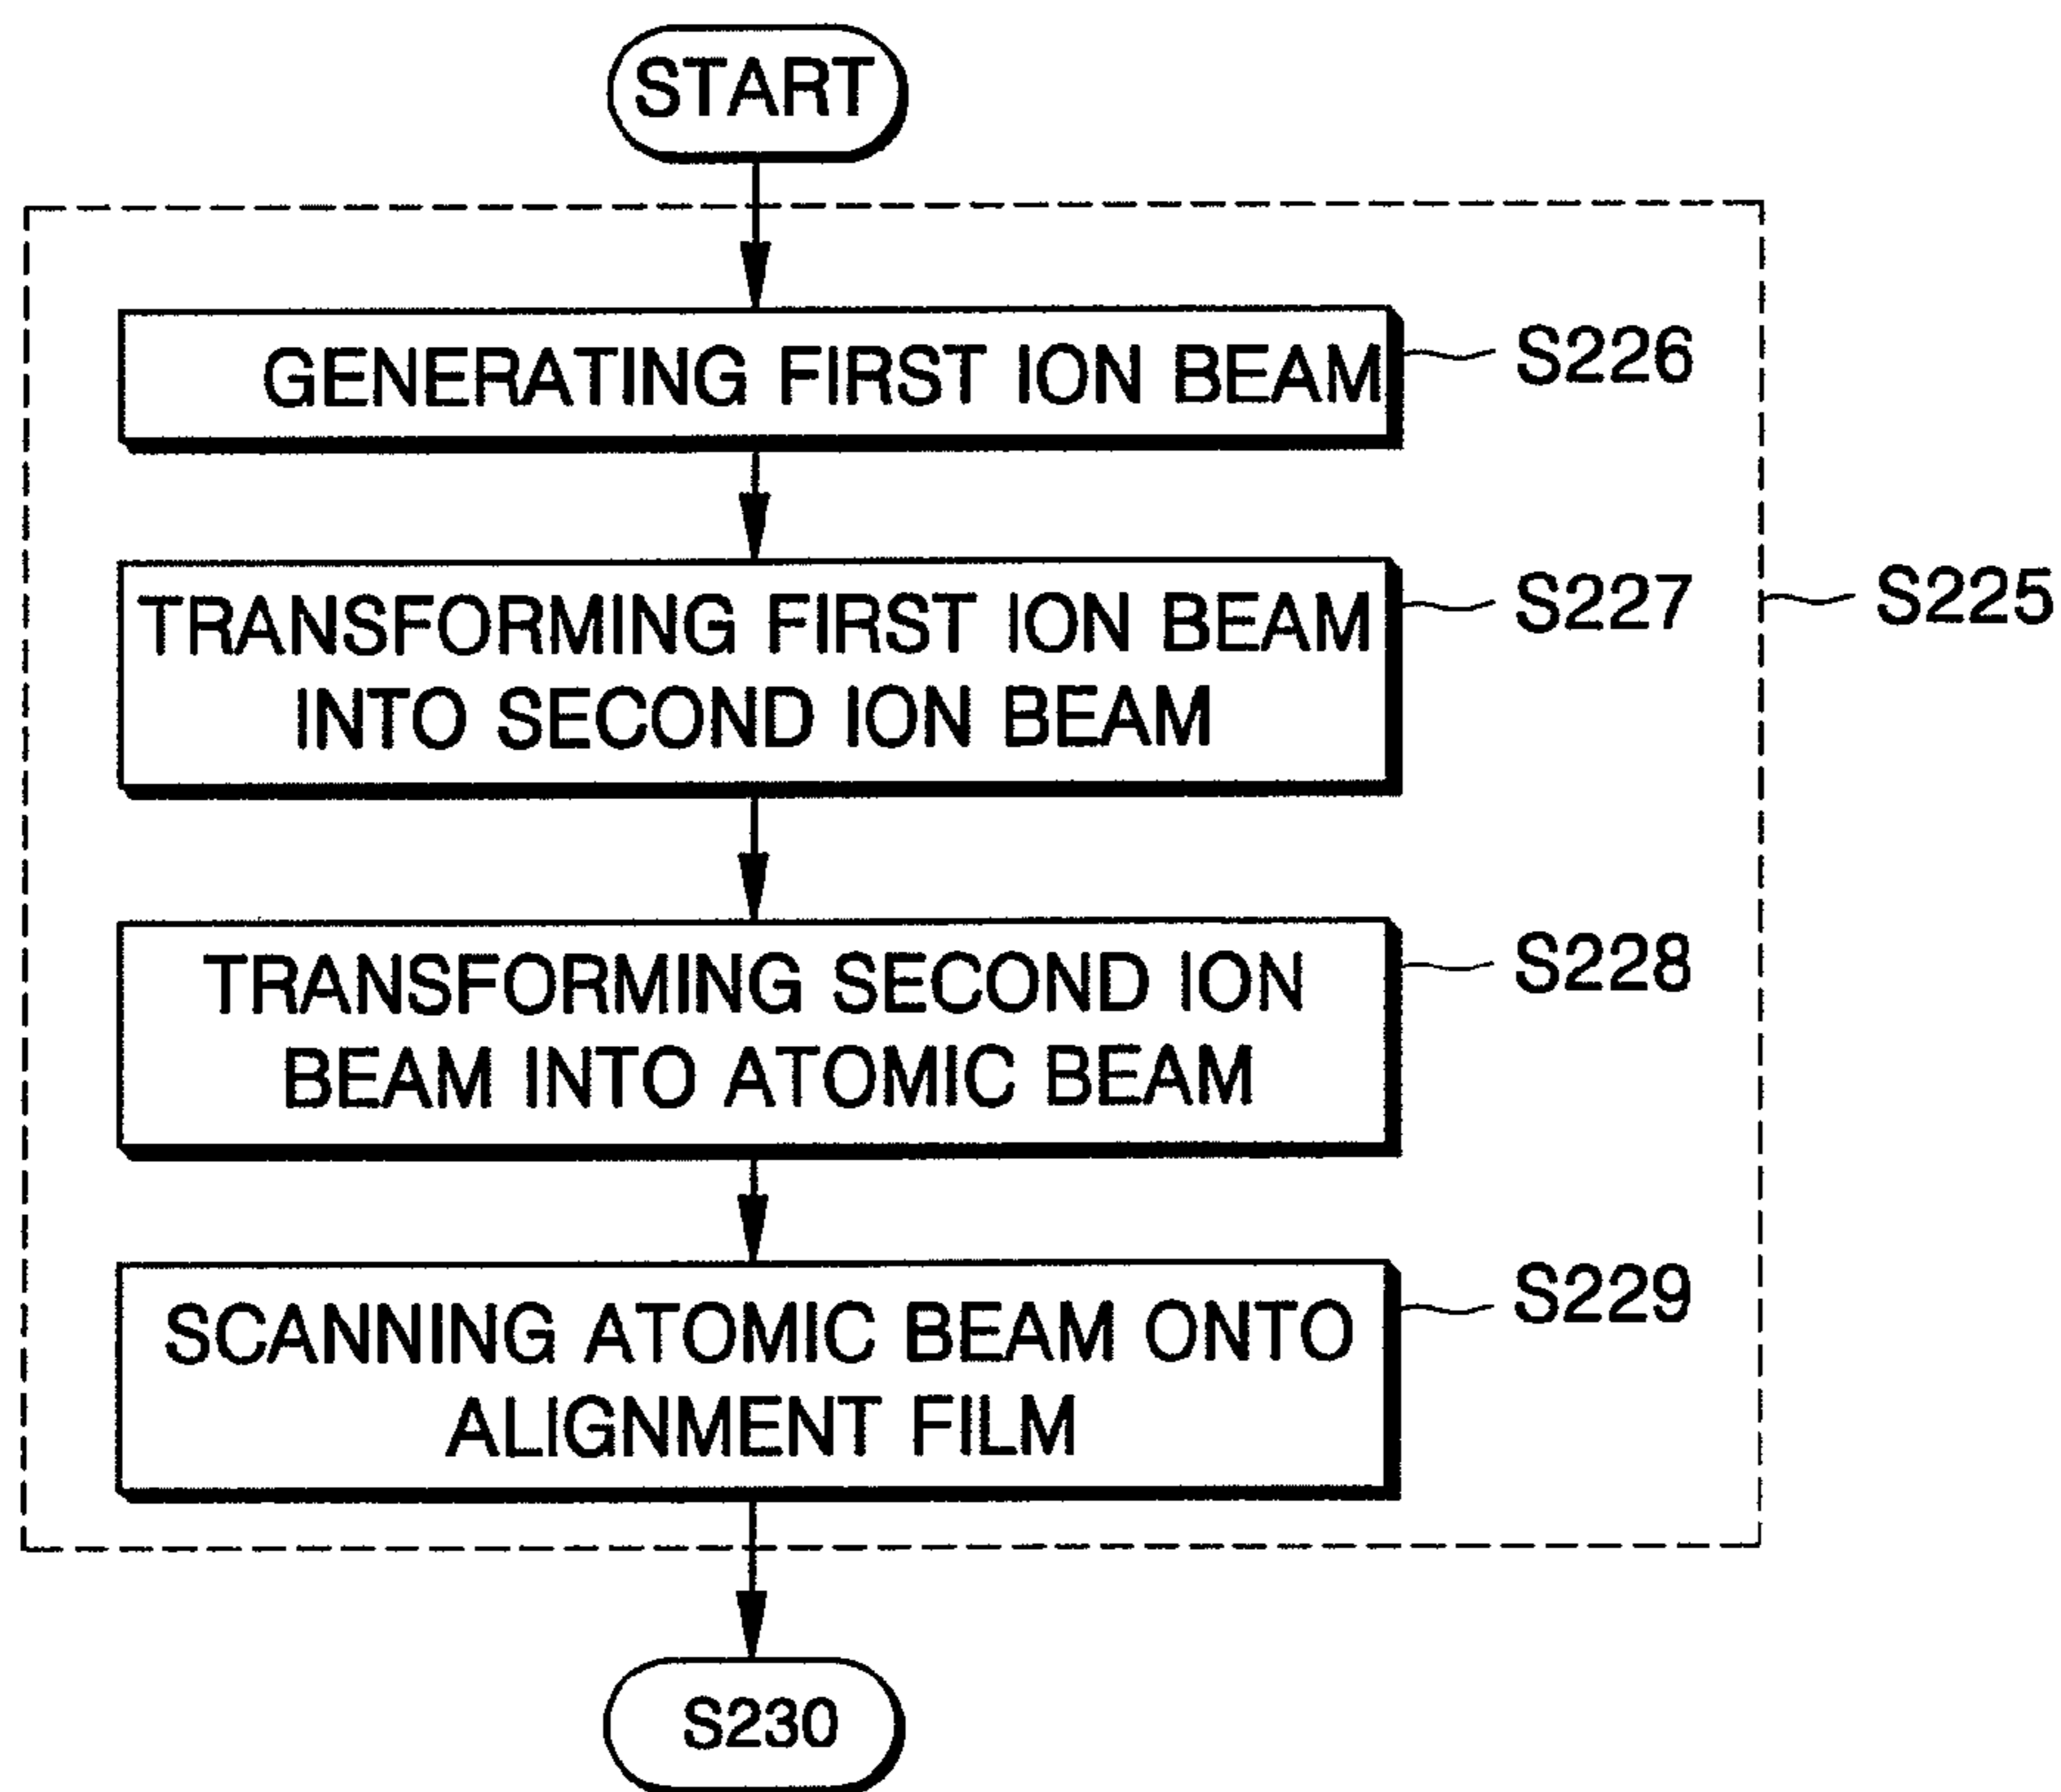 START
GENERATING FIRST ION BEAM
S226
TRANSFORMING FIRST ION BEAM
INTO SECOND ION BEAM
S227
S225
TRANSFORMING SECOND ION
BEAM INTO ATOMIC BEAM
S228
SCANNING ATOMIC BEAM ONTO
ALIGNMENT FILM
S229
S230